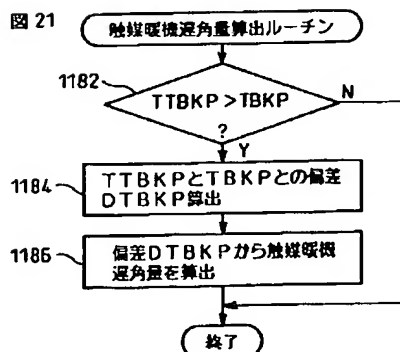 図 21
触媒暖機遅角量算出ルーチン
1182
TTBKP>TBKP
?
N
Y
1184
TTBKPとTBKPとの偏差
DTBKP算出
1186
偏差DTBKPから触媒暖機
遅角量を算出
終了